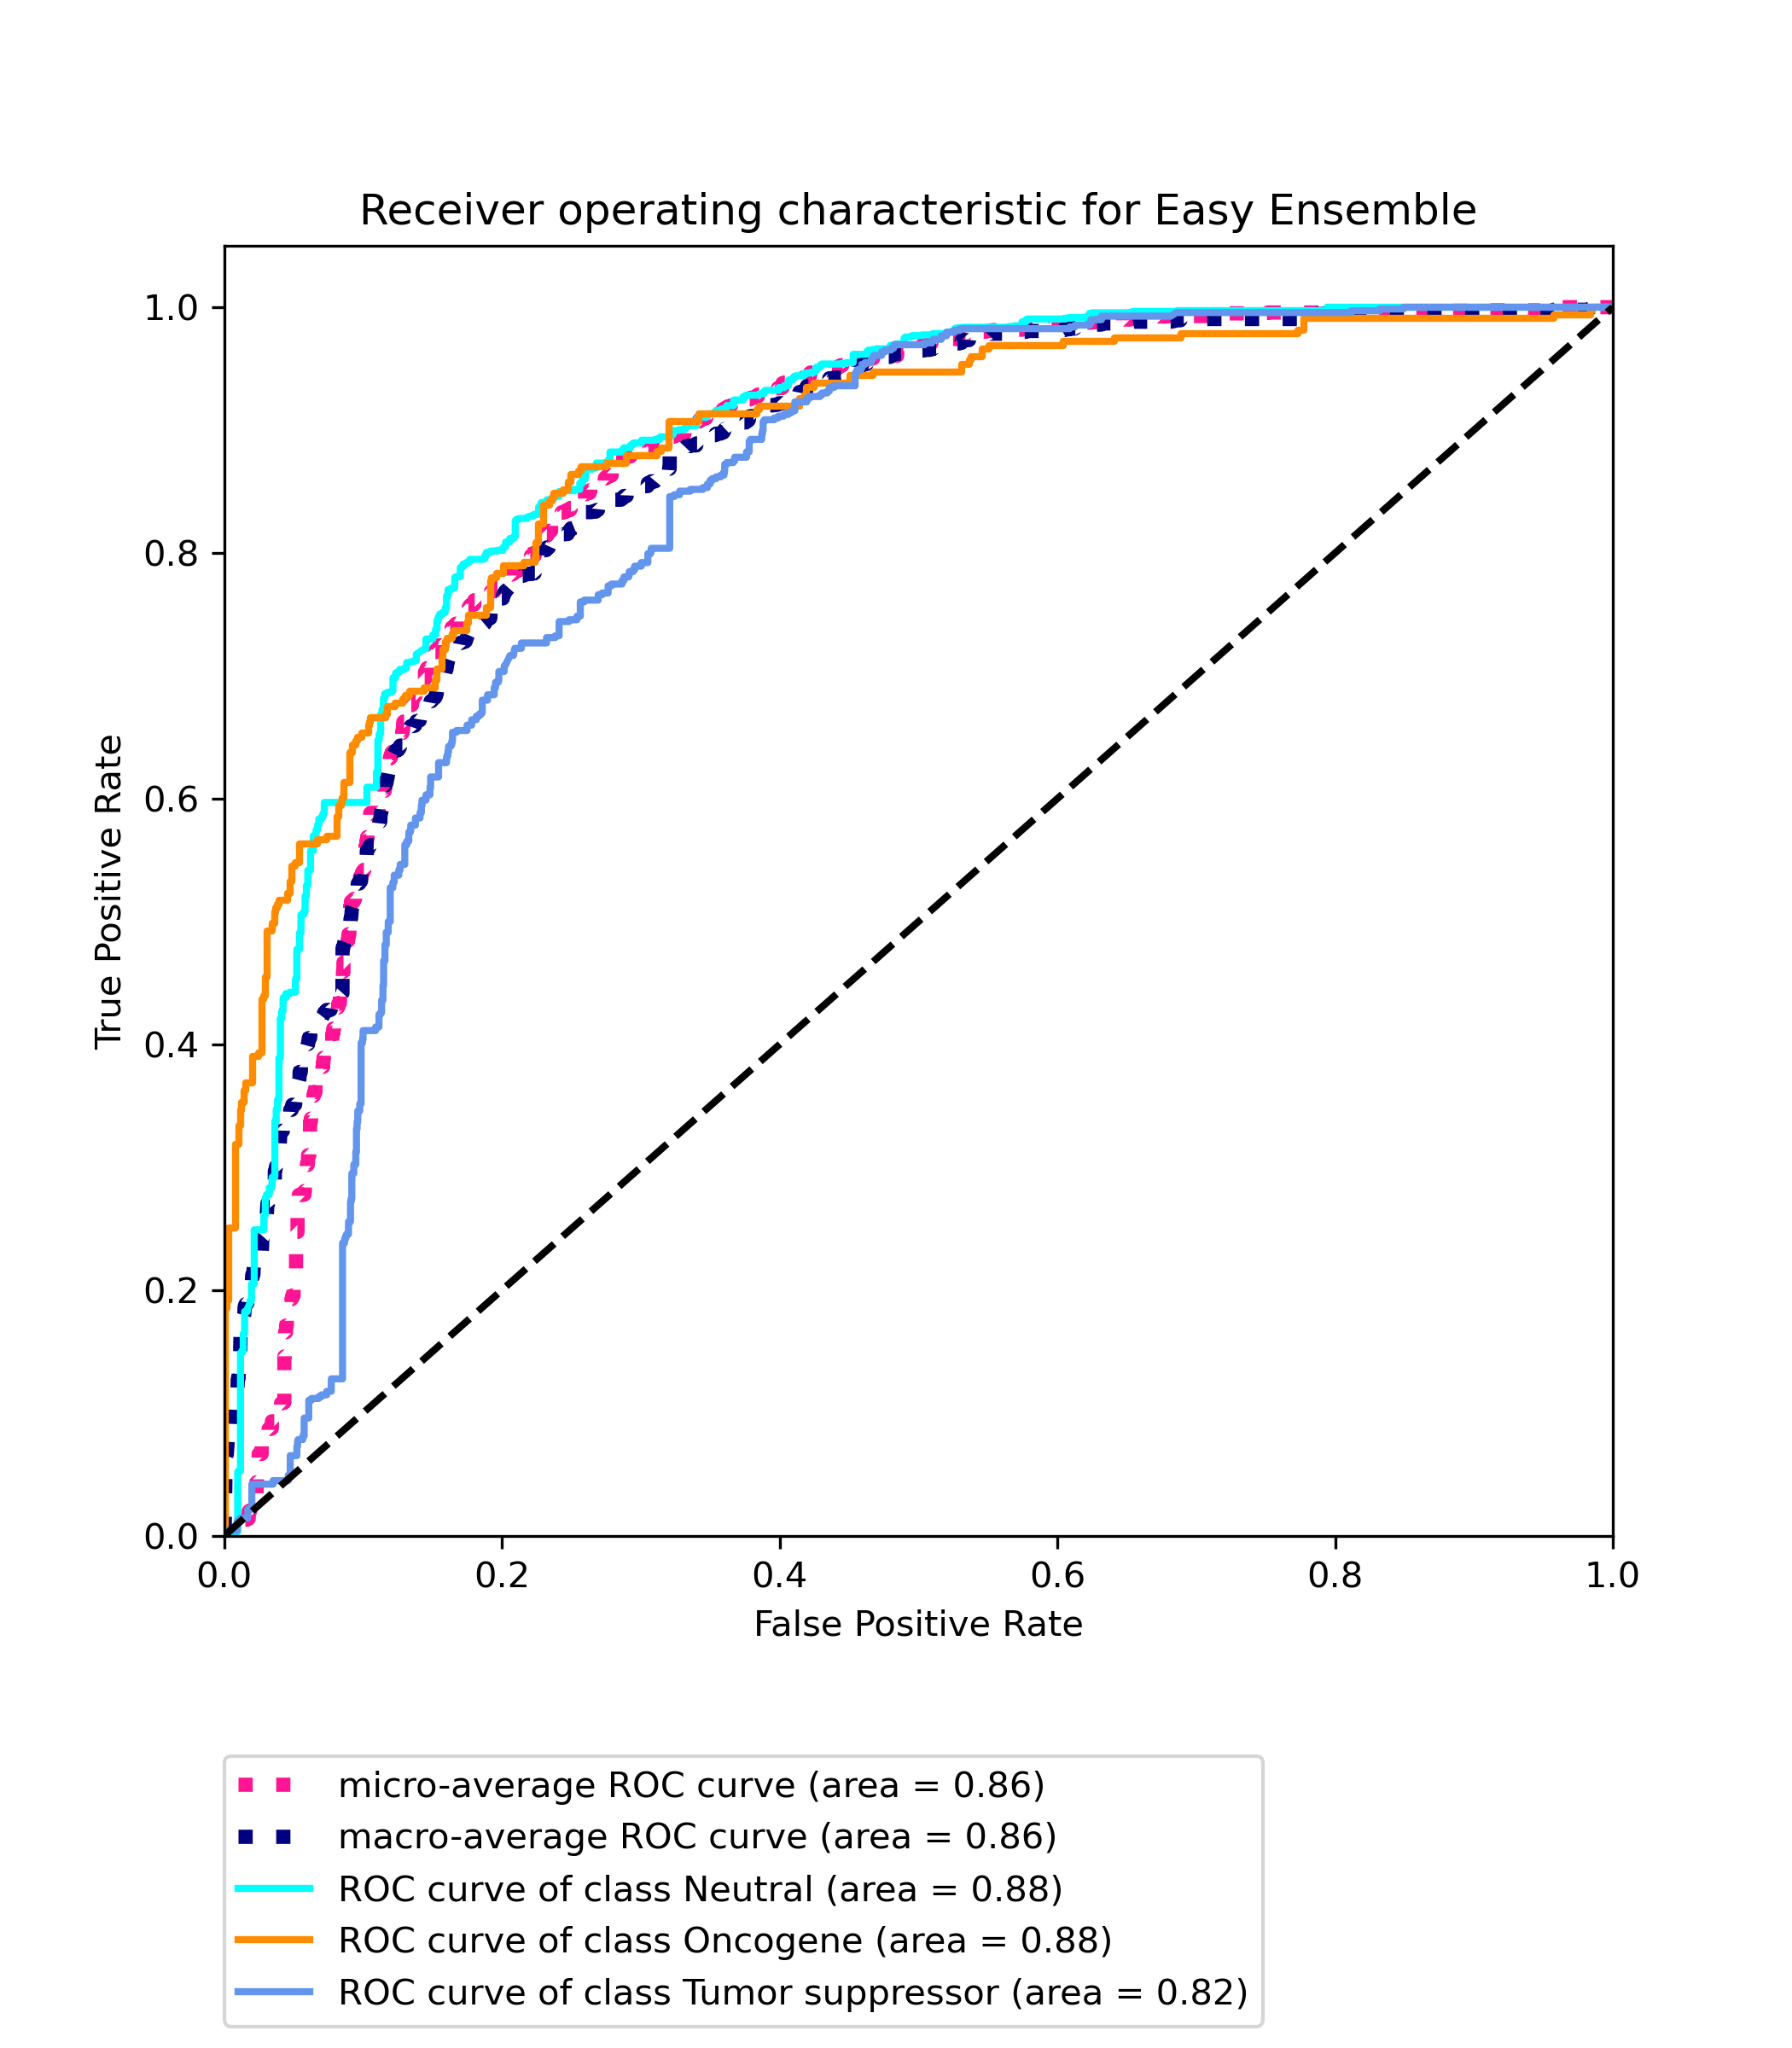 Receiver operating characteristic for Easy Ensemble
1.0
0.8
0.6
0.4
0.2
0.0
True Positive Rate
0.0 0.2 0.4 0.6 0.8 1.0
False Positive Rate
micro-average ROC curve (area = 0.86)
macro-average ROC curve (area = 0.86)
ROC curve of class Neutral (area = 0.88)
ROC curve of class Oncogene (area = 0.88)
ROC curve of class Tumor suppressor (area = 0.82)